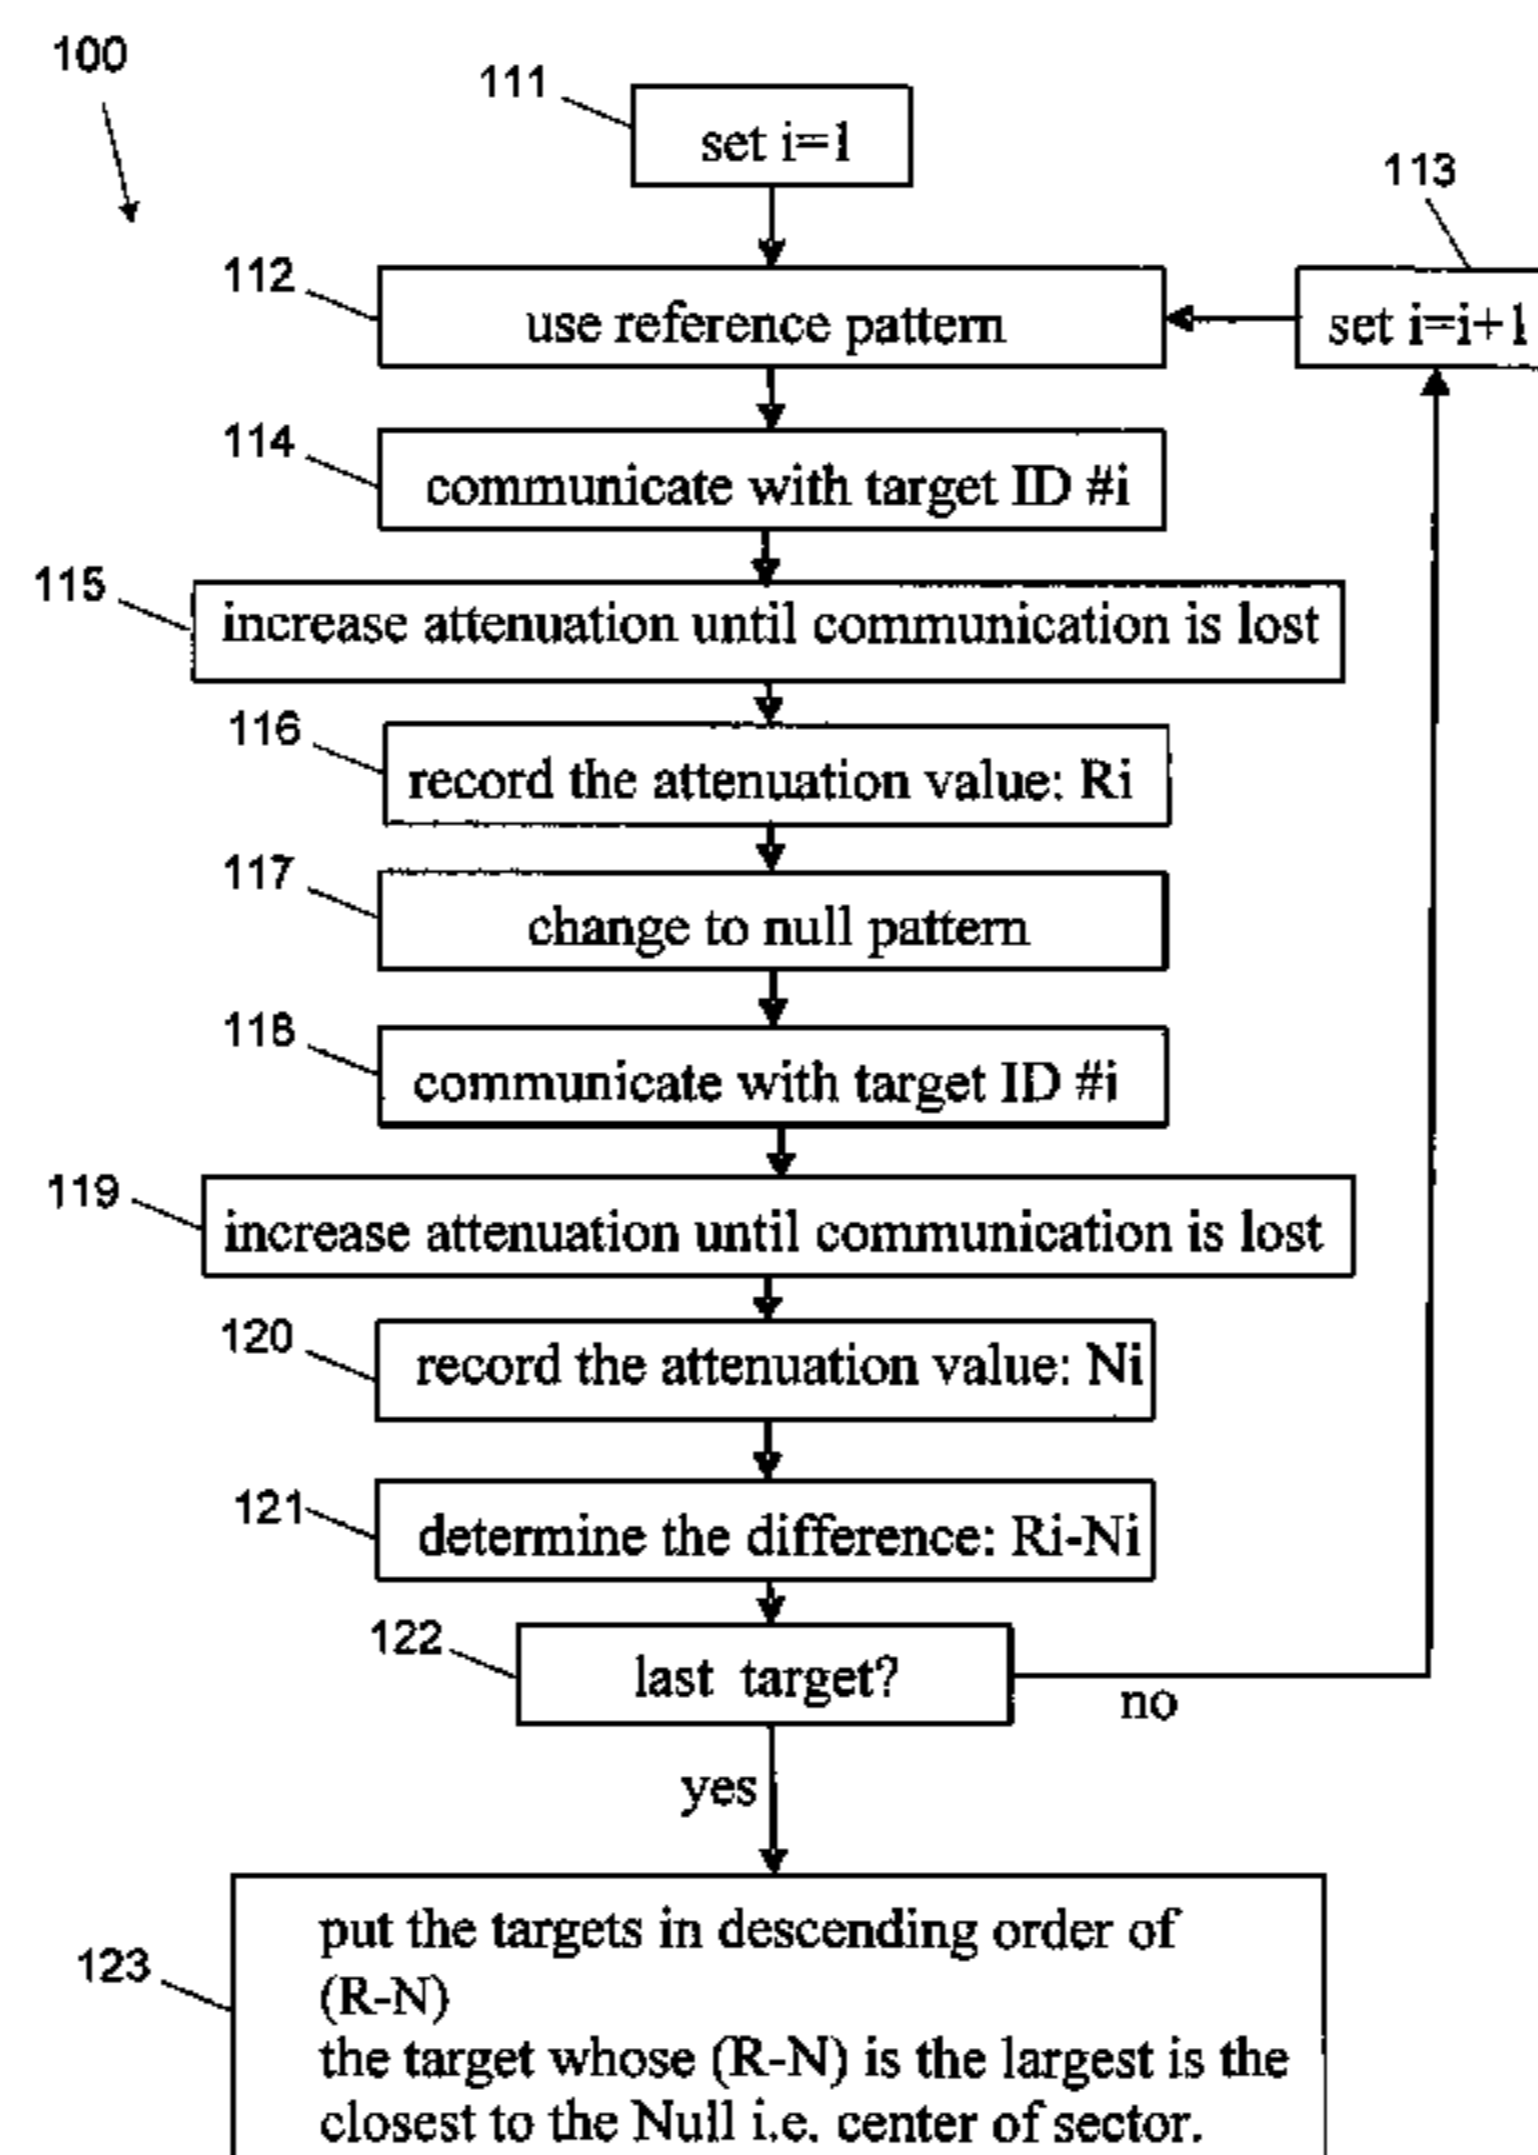 100
111
set i=1
113
112
use reference pattern
set i=i+1
114
communicate with target ID #i
115
increase attenuation until communication is lost
116
record the attenuation value: Ri
117
change to null pattern
118
communicate with target ID #i
119
increase attenuation until communication is lost
120
record the attenuation value: Ni
121
determine the difference: Ri-Ni
122
last target?
no
yes
123
put the targets in descending order of
(R-N)
the target whose (R-N) is the largest is the
closest to the Null i.e. center of sector.